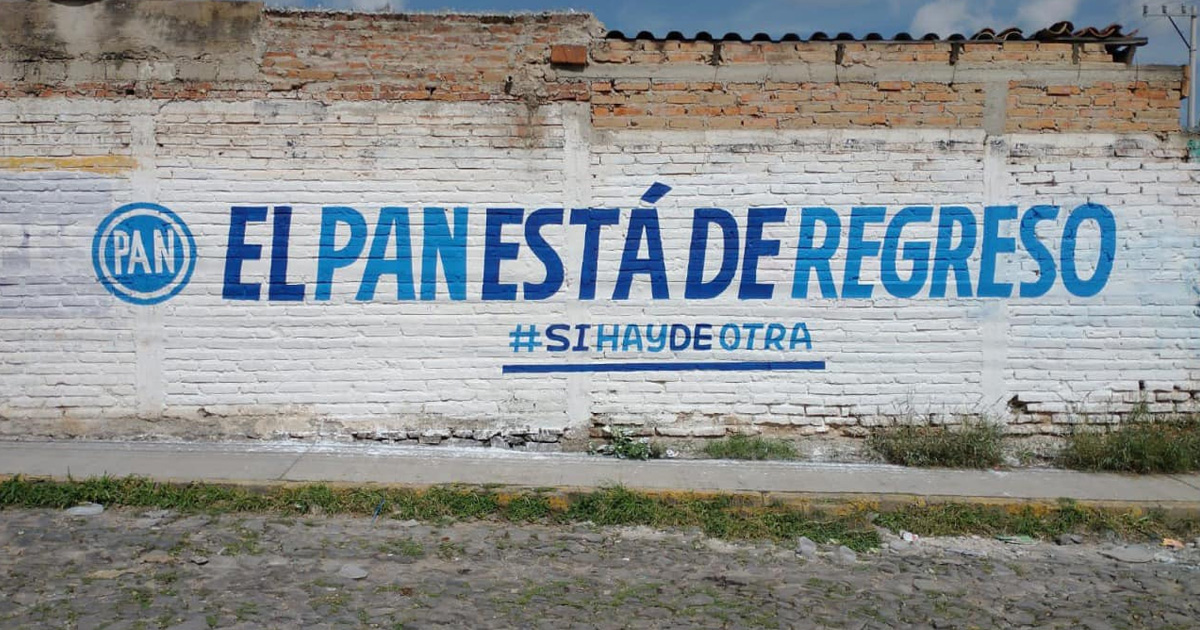 PAN EL PAN ESTÁ DE REGRESO
#SIHAYDEOTRA